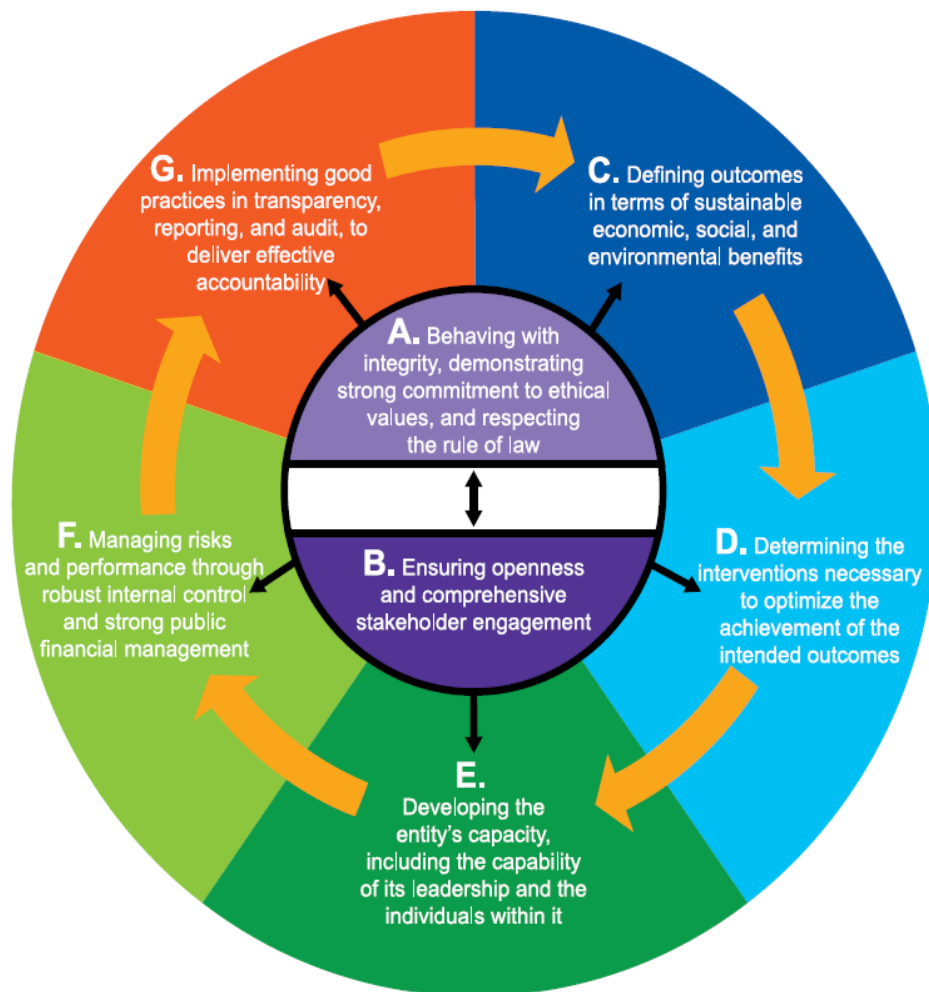 G. Implementing good
practices in transparency,
reporting, and audit, to
deliver effective
accountability
C. Defining outcomes
in terms of sustainable
economic, social, and
environmental benefits
A. Behaving with
integrity, demonstrating
strong commitment to ethical
values, and respecting
the rule of law
B. Ensuring openness
and comprehensive
stakeholder engagement
D. Determining the
interventions necessary
to optimize the
achievement of the
intended outcomes
E.
Developing the
entity’s capacity,
including the capability
of its leadership and the
individuals within it
F. Managing risks
and performance through
robust internal control
and strong public
financial management